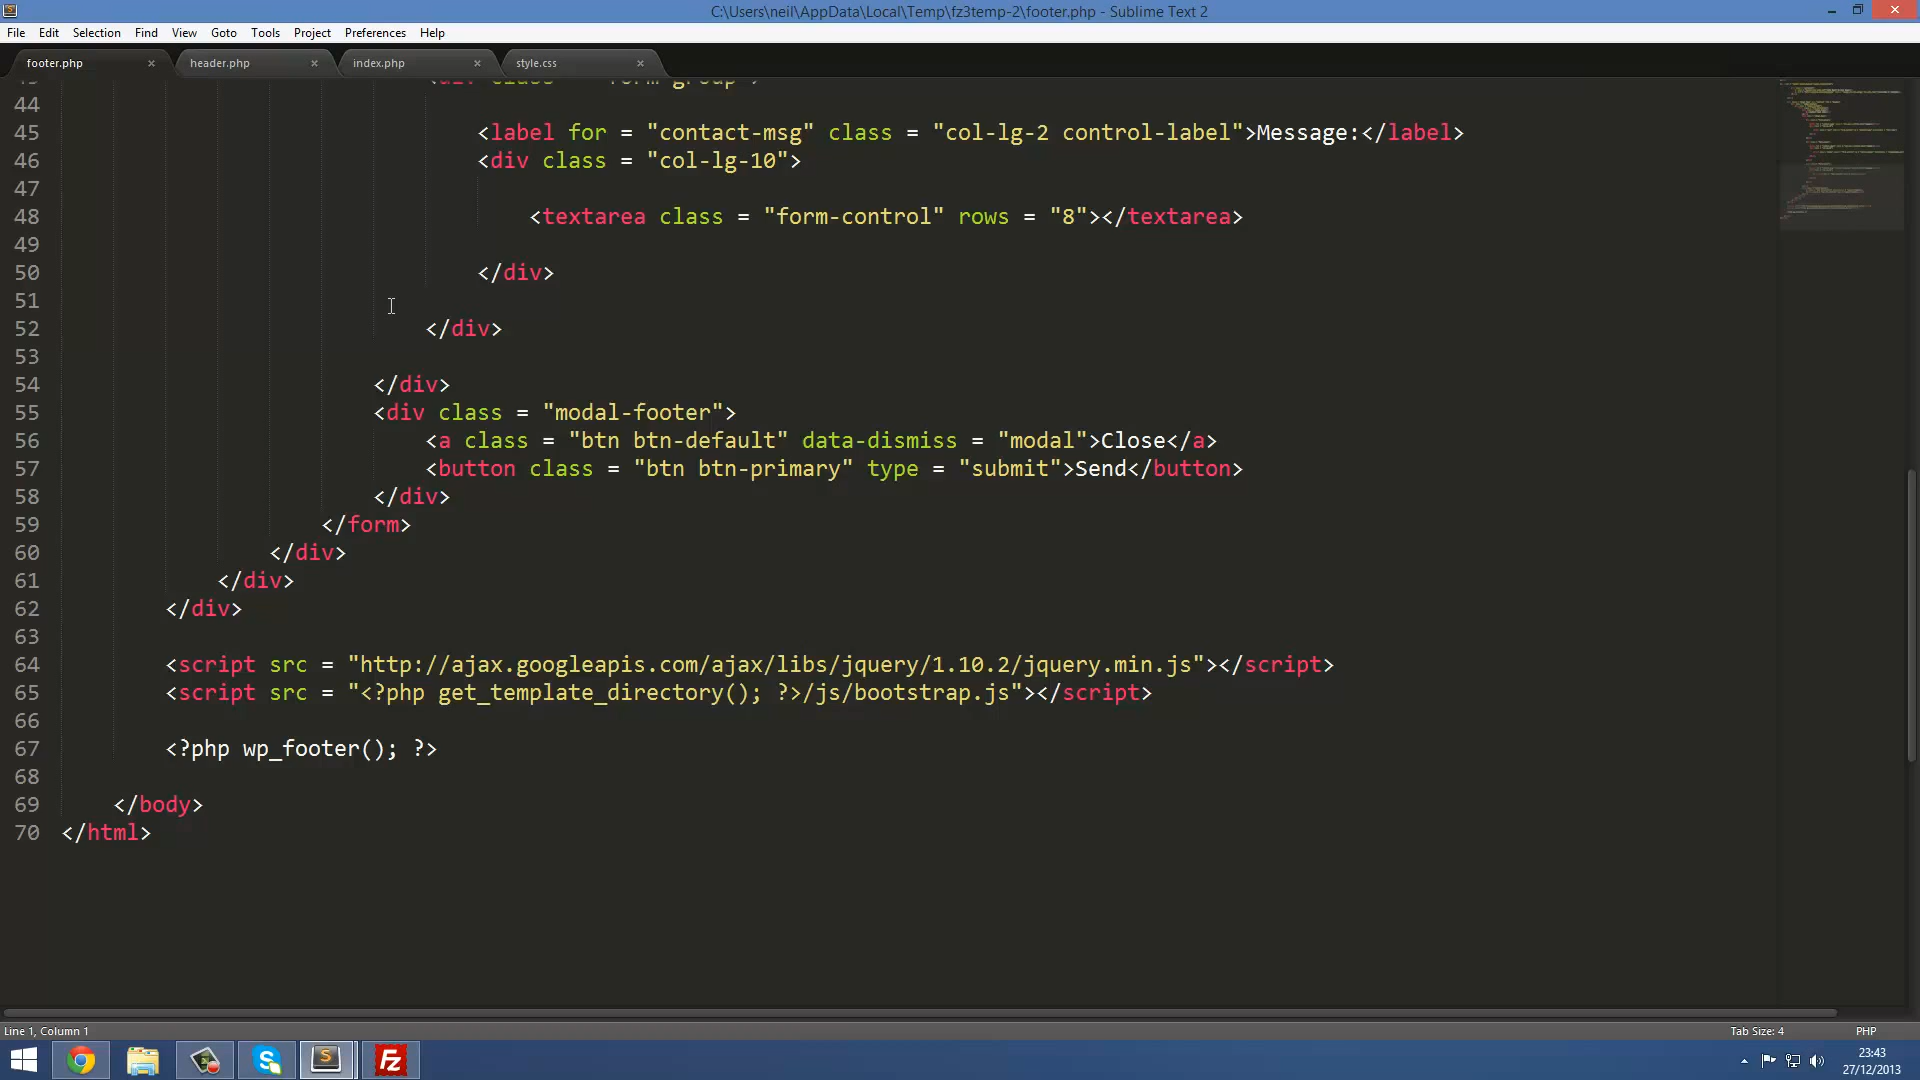 C:\Users\neil\AppData\Local\Temp\fz3temp-2\footer.php - Sublime Text 2
File Edit Selection Find View Goto Tools Project Preferences Help
footer.php × header.php × index.php × style.css ×
44
45 <label for = "contact-msg" class = "col-lg-2 control-label">Message:</label>
46 <div class = "col-lg-10">
47
48 <textarea class = "form-control" rows = "8"></textarea>
49
50 </div>
51
52 </div>
53
54 </div>
55 <div class = "modal-footer">
56 <a class = "btn btn-default" data-dismiss = "modal">Close</a>
57 <button class = "btn btn-primary" type = "submit">Send</button>
58 </div>
59 </form>
60 </div>
61 </div>
62 </div>
63
64 <script src = "http://ajax.googleapis.com/ajax/libs/jquery/1.10.2/jquery.min.js"></script>
65 <script src = "<?php get_template_directory(); ?>/js/bootstrap.js"></script>
66
67 <?php wp_footer(); ?>
68
69 </body>
70 </html>
Line 1, Column 1 Tab Size: 4 PHP
23:43
27/12/2013